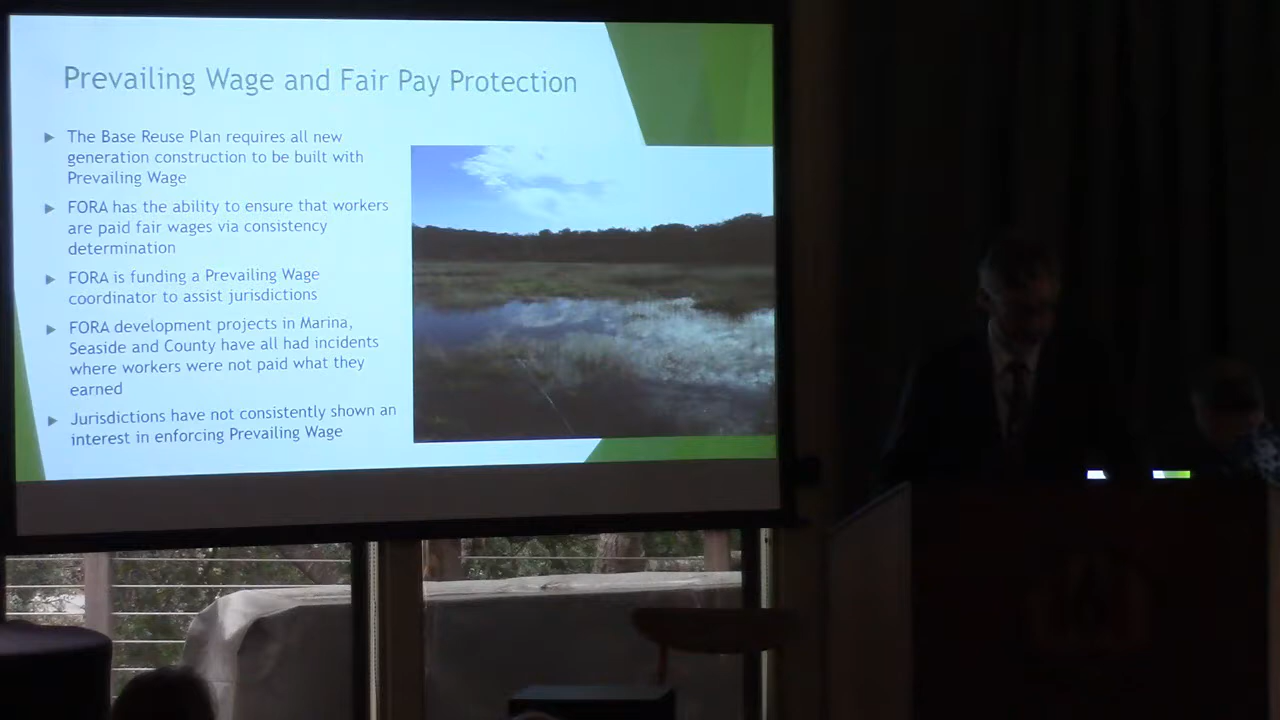 Prevailing Wage and Fair Pay Protection
The Base Reuse Plan requires all new
generation construction to be built with
Prevailing Wage
FORA has the ability to ensure that workers
are paid fair wages via consistency
determination
FORA is funding a Prevailing Wage
coordinator to assist jurisdictions
FORA development projects in Marina,
Seaside and County have all had incidents
where workers were not paid what they
earned
Jurisdictions have not consistently shown an
interest in enforcing Prevailing Wage